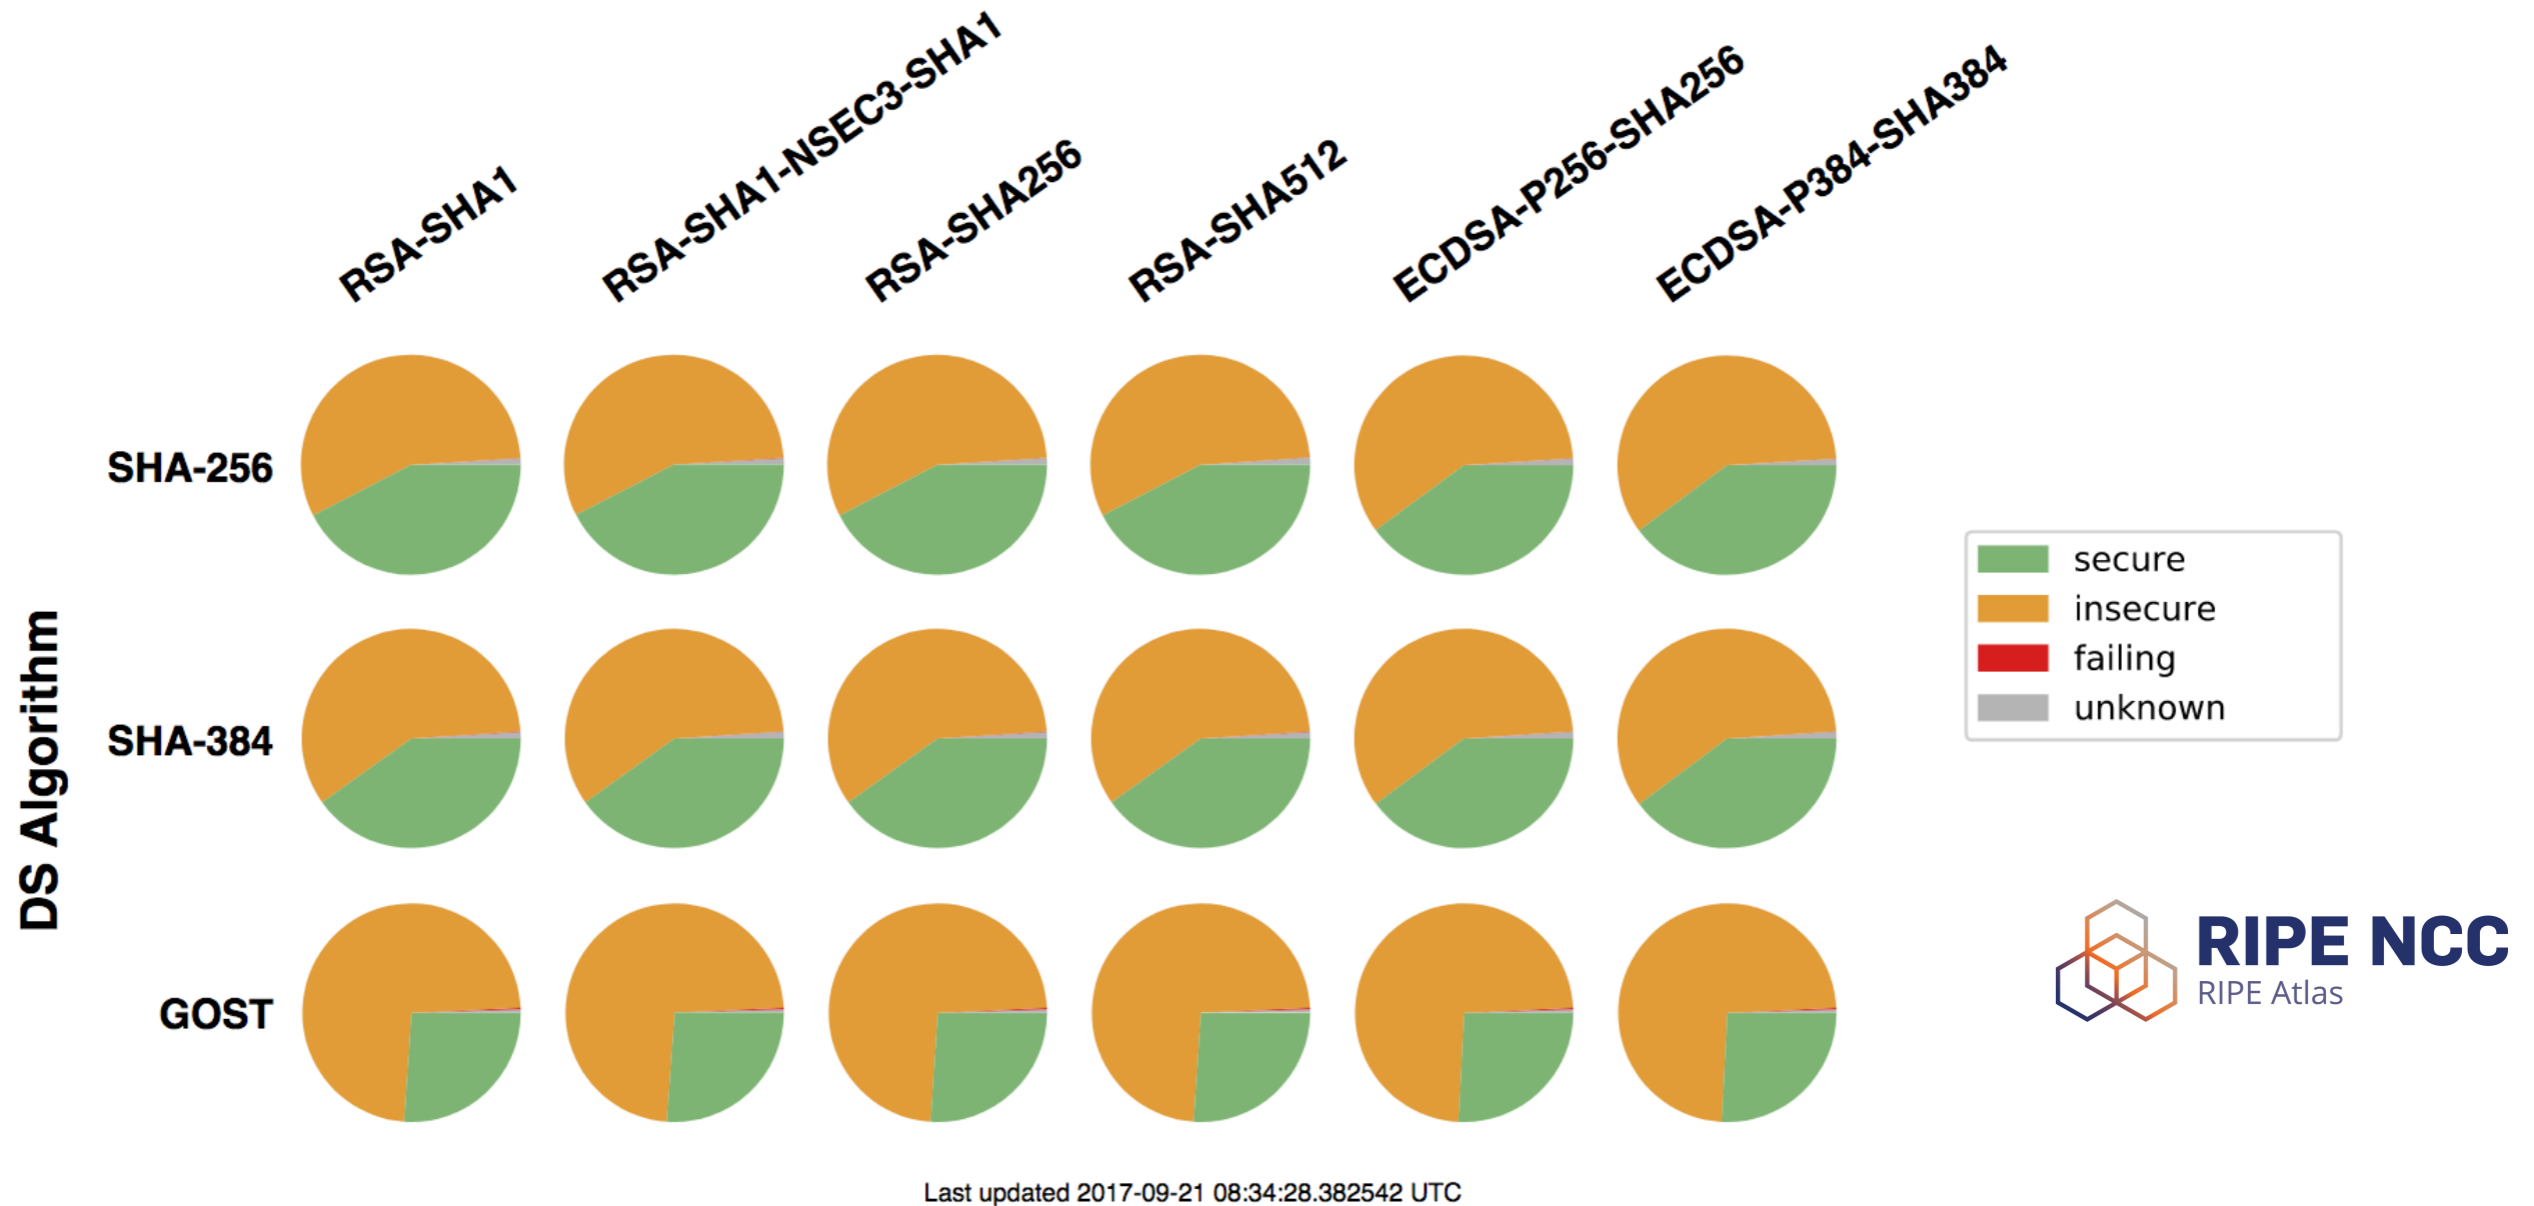 RSA-SHA1
RSA-SHA1-NSEC3-SHA1
RSA-SHA256
RSA-SHA512
ECDSA-P256-SHA256
ECDSA-P384-SHA384
DS Algorithm
SHA-256
SHA-384
GOST
secure
insecure
failing
unknown
RIPE NCC
RIPE Atlas
Last updated 2017-09-21 08:34:28.382542 UTC